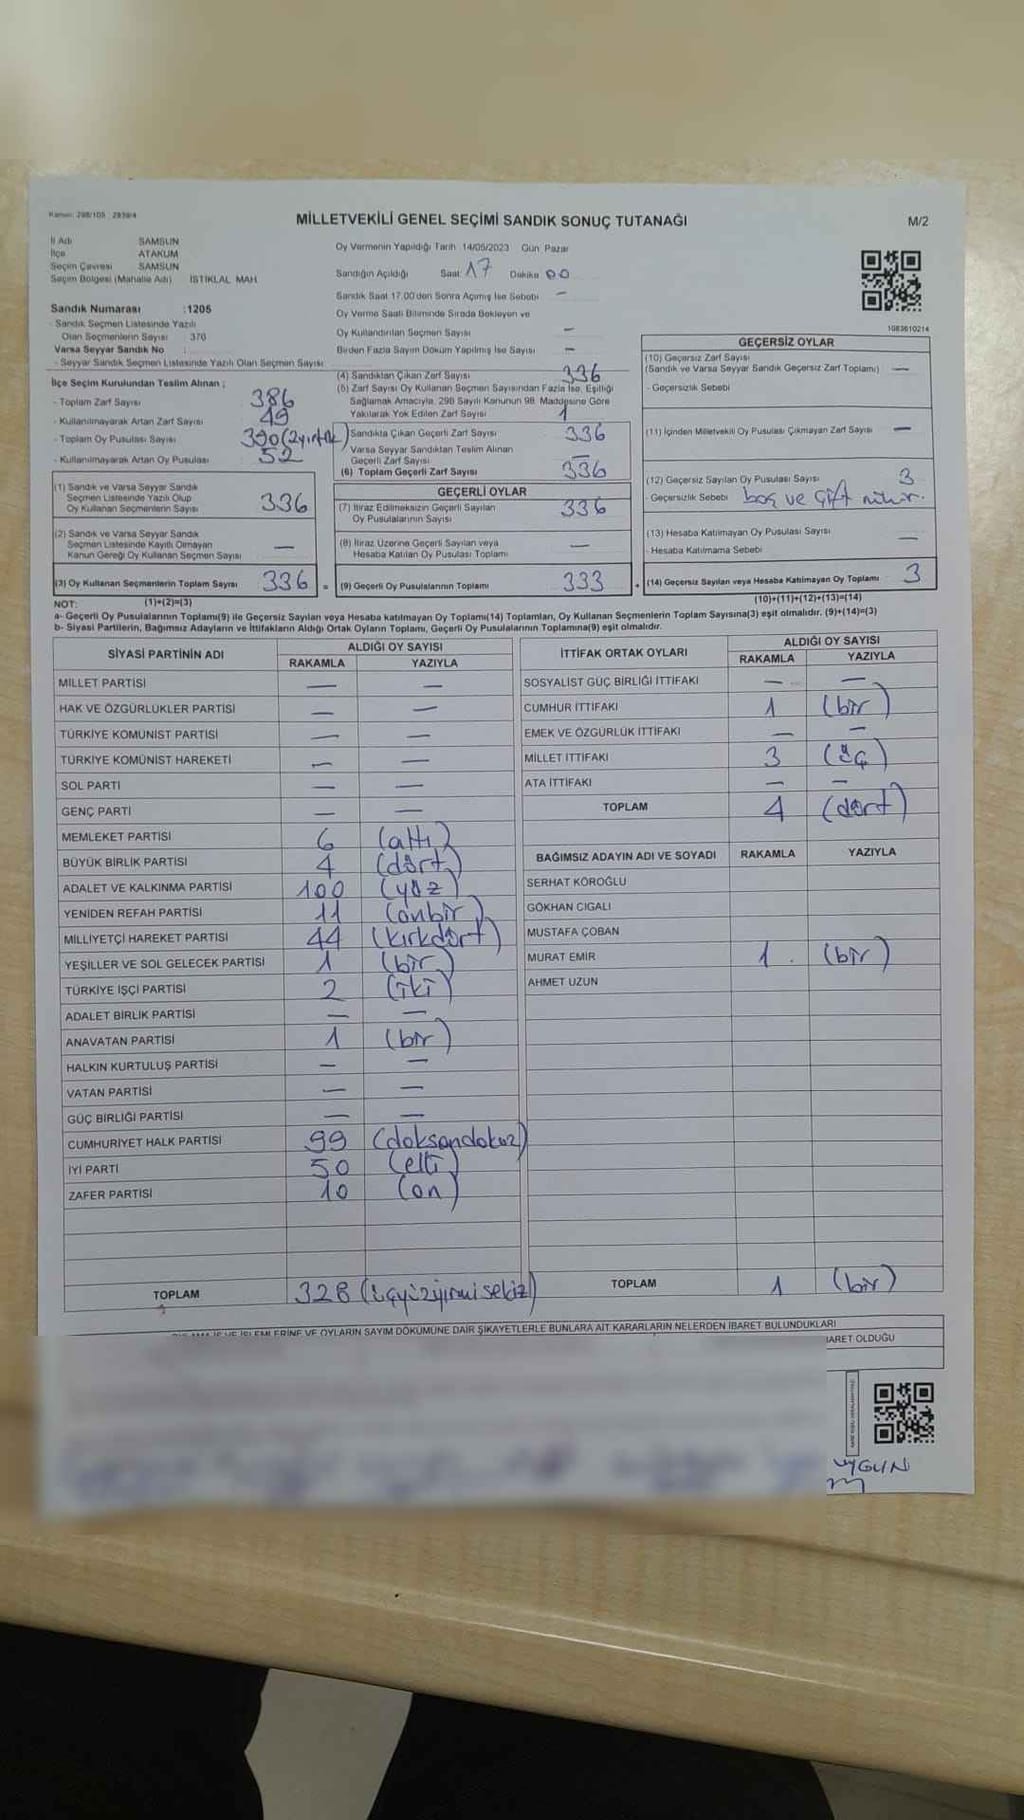 Kanun: 298/105 2839/4
MİLLETVEKİLİ GENEL SEÇİMİ SANDIK SONUÇ TUTANAĞI
M/2
İl Adı SAMSUN
İlçe ATAKUM
Seçim Çevresi SAMSUN
Seçim Bölgesi (Mahalle Adı) İSTİKLAL MAH
Sandık Numarası :1205
- Sandık Seçmen Listesinde Yazılı
Olan Seçmenlerin Sayısı : 370
Varsa Seyyar Sandık No :
- Seyyar Sandık Seçmen Listesinde Yazılı Olan Seçmen Sayısı
Oy Vermenin Yapıldığı Tarih 14/05/2023 Gün Pazar
Sandığın Açıldığı Saat 17 Dakika 00
Sandık Saat 17.00'den Sonra Açımış İse Sebebi —
Oy Verme Saati Bitiminde Sırada Bekleyen ve
Oy Kullandırılan Seçmen Sayısı —
Birden Fazla Sayım Döküm Yapılmış İse Sayısı —
1083610214
İlçe Seçim Kurulundan Teslim Alınan ;
- Toplam Zarf Sayısı 386
- Kullanılmayarak Artan Zarf Sayısı 49
- Toplam Oy Pusulası Sayısı 390 (2 yırtık)
- Kullanılmayarak Artan Oy Pusulası 52
(1) Sandık ve Varsa Seyyar Sandık
Seçmen Listesinde Yazılı Olup
Oy Kullanan Seçmenlerin Sayısı 336
(2) Sandık ve Varsa Seyyar Sandık
Seçmen Listesinde Kayıtlı Olmayan
Kanun Gereği Oy Kullanan Seçmen Sayısı —
(3) Oy Kullanan Seçmenlerin Toplam Sayısı 336 =
(1)+(2)=(3)
(4) Sandıktan Çıkan Zarf Sayısı 336
(5) Zarf Sayısı Oy Kullanan Seçmen Sayısından Fazla İse, Eşitliği
Sağlamak Amacıyla, 298 Sayılı Kanunun 98. Maddesine Göre
Yakılarak Yok Edilen Zarf Sayısı 1
Sandıkta Çıkan Geçerli Zarf Sayısı 336
Varsa Seyyar Sandıktan Teslim Alınan
Geçerli Zarf Sayısı —
(6) Toplam Geçerli Zarf Sayısı 336
GEÇERLİ OYLAR
(7) İtiraz Edilmeksizin Geçerli Sayılan
Oy Pusulalarının Sayısı 336
(8) İtiraz Üzerine Geçerli Sayılan veya
Hesaba Katılan Oy Pusulası Toplamı —
(9) Geçerli Oy Pusulalarının Toplamı 333 +
GEÇERSİZ OYLAR
(10) Geçersiz Zarf Sayısı
(Sandık ve Varsa Seyyar Sandık Geçersiz Zarf Toplamı) —
- Geçersizlik Sebebi
(11) İçinden Milletvekili Oy Pusulası Çıkmayan Zarf Sayısı —
(12) Geçersiz Sayılan Oy Pusulası Sayısı 3
- Geçersizlik Sebebi boş ve çift mühür.
(13) Hesaba Katılmayan Oy Pusulası Sayısı —
- Hesaba Katılmama Sebebi
(14) Geçersiz Sayılan veya Hesaba Katılmayan Oy Toplamı 3
(10)+(11)+(12)+(13)=(14)
NOT:
a- Geçerli Oy Pusulalarının Toplamı(9) ile Geçersiz Sayılan veya Hesaba katılmayan Oy Toplamı(14) Toplamları, Oy Kullanan Seçmenlerin Toplam Sayısına(3) eşit olmalıdır. (9)+(14)=(3)
b- Siyasi Partilerin, Bağımsız Adayların ve İttifakların Aldığı Ortak Oyların Toplamı, Geçerli Oy Pusulalarının Toplamına(9) eşit olmalıdır.
SİYASİ PARTİNİN ADI ALDIĞI OY SAYISI
RAKAMLA YAZIYLA
MİLLET PARTİSİ — —
HAK VE ÖZGÜRLÜKLER PARTİSİ — —
TÜRKİYE KOMÜNİST PARTİSİ — —
TÜRKİYE KOMÜNİST HAREKETİ — —
SOL PARTİ — —
GENÇ PARTİ — —
MEMLEKET PARTİSİ 6 (altı)
BÜYÜK BİRLİK PARTİSİ 4 (dört)
ADALET VE KALKINMA PARTİSİ 100 (yüz)
YENİDEN REFAH PARTİSİ 11 (onbir)
MİLLİYETÇİ HAREKET PARTİSİ 44 (kırkdört)
YEŞİLLER VE SOL GELECEK PARTİSİ 1 (bir)
TÜRKİYE İŞÇİ PARTİSİ 2 (iki)
ADALET BİRLİK PARTİSİ — —
ANAVATAN PARTİSİ 1 (bir)
HALKIN KURTULUŞ PARTİSİ — —
VATAN PARTİSİ — —
GÜÇ BİRLİĞİ PARTİSİ — —
CUMHURİYET HALK PARTİSİ 99 (doksandokuz)
İYİ PARTİ 50 (elli)
ZAFER PARTİSİ 10 (on)
TOPLAM 328 (üçyüzyirmisekiz)
İTTİFAK ORTAK OYLARI ALDIĞI OY SAYISI
RAKAMLA YAZIYLA
SOSYALİST GÜÇ BİRLİĞİ İTTİFAKI — —
CUMHUR İTTİFAKI 1 (bir)
EMEK VE ÖZGÜRLÜK İTTİFAKI — —
MİLLET İTTİFAKI 3 (üç)
ATA İTTİFAKI — —
TOPLAM 4 (dört)
BAĞIMSIZ ADAYIN ADI VE SOYADI RAKAMLA YAZIYLA
SERHAT KÖROĞLU
GÖKHAN CIGALI
MUSTAFA ÇOBAN
MURAT EMİR 1. (bir)
AHMET UZUN
TOPLAM 1 (bir)
OYLARIN SAYIM DÖKÜMÜNE DAİR ŞİKAYETLERLE BUNLARA AİT KARARLARIN NELERDEN İBARET BULUNDUKLARI
OLDUĞU
UYGUN